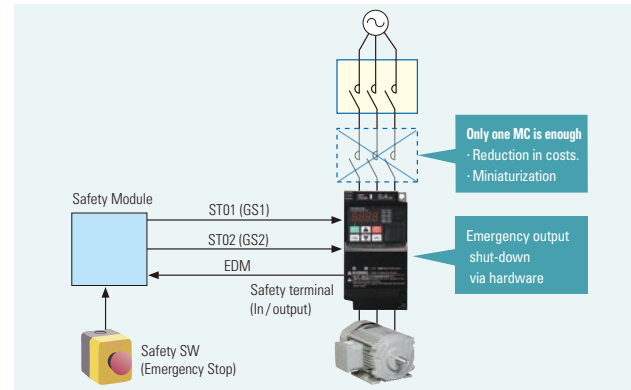 Only one MC is enough
· Reduction in costs.
· Miniaturization
Safety Module
ST01 (GS1)
ST02 (GS2)
EDM
Safety terminal
(In / output)
Emergency output
shut-down
via hardware
Safety SW
(Emergency Stop)